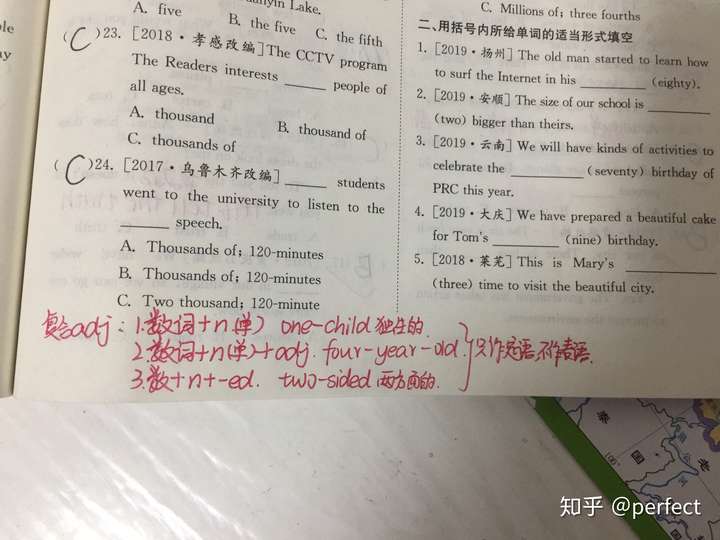 anyin Lake.
A. five
B. the five
C. the fifth
(C)23. [2018·孝感改编]The CCTV program
The Readers interests ______ people of
all ages.
A. thousand
B. thousand of
C. thousands of
(C)24. [2017·乌鲁木齐改编]______ students
went to the university to listen to the
______ speech.
A. Thousands of; 120-minutes
B. Thousands of; 120-minute
C. Two thousand; 120-minute
C. Millions of; three fourths
二、用括号内所给单词的适当形式填空
1. [2019·扬州] The old man started to learn how
to surf the Internet in his ______ (eighty).
2. [2019·安顺] The size of our school is ______
(two) bigger than theirs.
3. [2019·云南] We will have kinds of activities to
celebrate the ______ (seventy) birthday of
PRC this year.
4. [2019·大庆] We have prepared a beautiful cake
for Tom's ______ (nine) birthday.
5. [2018·莱芜] This is Mary's ______
(three) time to visit the beautiful city.
复合adj: 1.数词+n(单) one-child 独生的.
2.数词+n(单)+adj. four-year-old.
3.数+n+-ed. two-sided 两方面的.
只作定语,不作表语.
知乎 @perfect